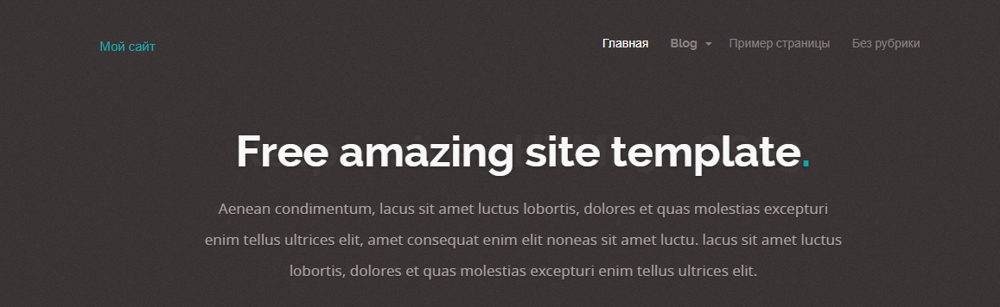 Мой сайт
Главная Blog Пример страницы Без рубрики
Free amazing site template.
Aenean condimentum, lacus sit amet luctus lobortis, dolores et quas molestias excepturi
enim tellus ultrices elit, amet consequat enim elit noneas sit amet luctu. lacus sit amet luctus
lobortis, dolores et quas molestias excepturi enim tellus ultrices elit.